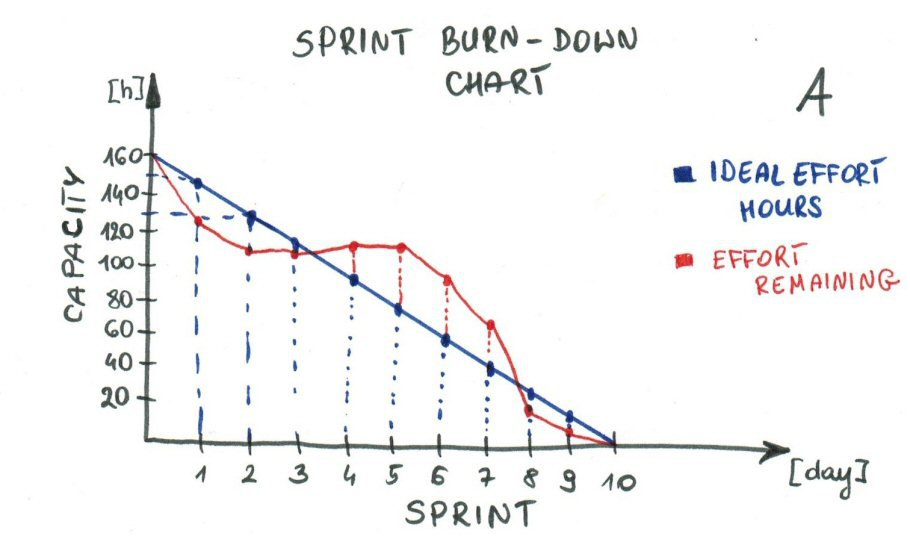 SPRINT BURN-DOWN
CHART
A
[h]
CAPACITY
160
140
120
100
80
60
40
20
IDEAL EFFORT
HOURS
EFFORT
REMAINING
1 2 3 4 5 6 7 8 9 10
[day]
SPRINT